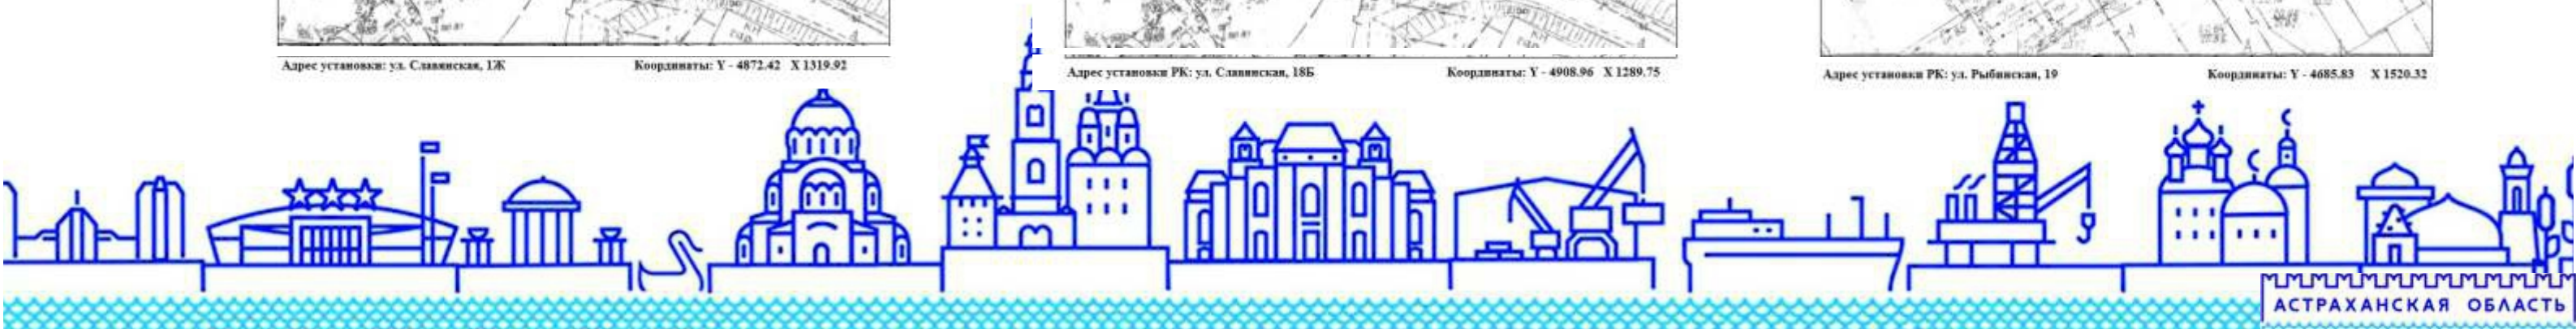 Адрес установки: ул. Славянская, 1Ж
Координаты: Y - 4872.42 X 1319.92
Адрес установки РК: ул. Славянская, 18Б
Координаты: Y - 4908.96 X 1289.75
Адрес установки РК: ул. Рыбинская, 19
Координаты: Y - 4685.83 X 1520.32
АСТРАХАНСКАЯ ОБЛАСТЬ